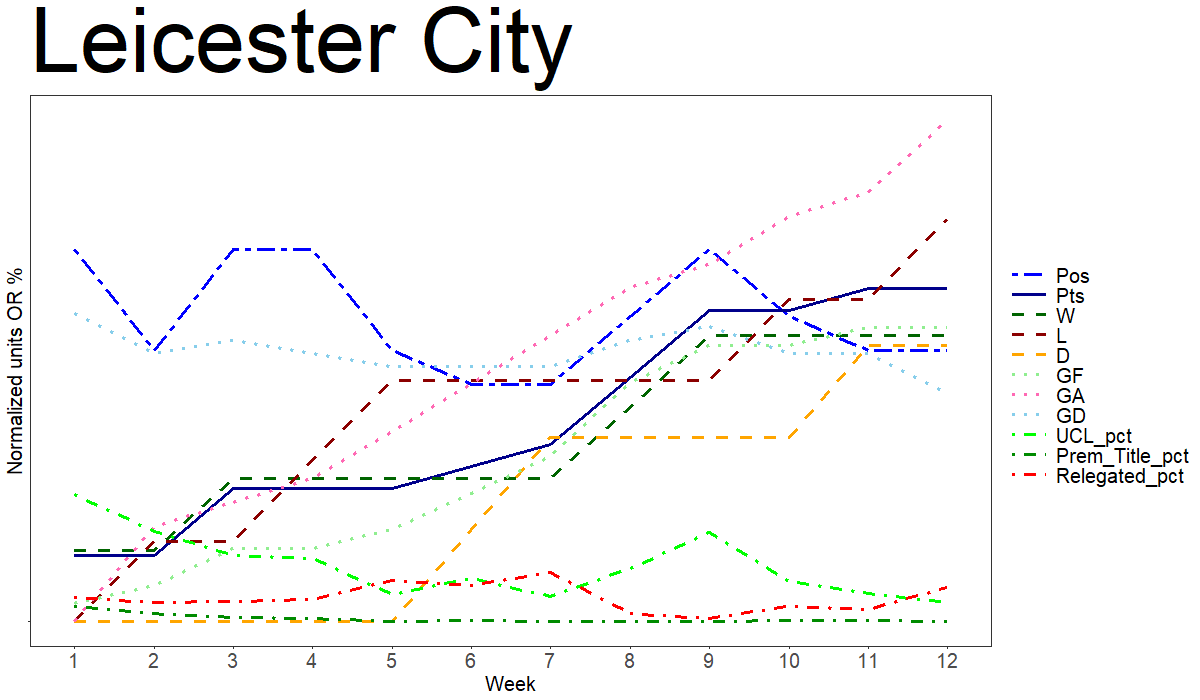 Leicester City
Normalized units OR %
Pos
Pts
W
L
D
GF
GA
GD
UCL_pct
Prem_Title_pct
Relegated_pct
1 2 3 4 5 6 7 8 9 10 11 12
Week